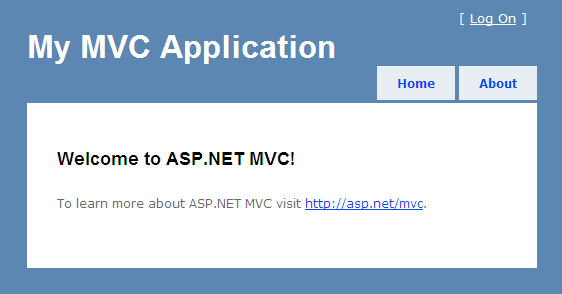 [ Log On ]
My MVC Application
Home About
Welcome to ASP.NET MVC!
To learn more about ASP.NET MVC visit http://asp.net/mvc.